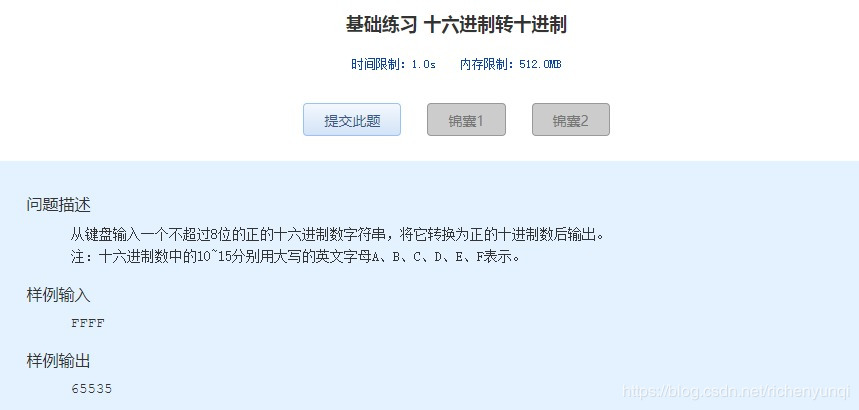 基础练习 十六进制转十进制
时间限制：1.0s 内存限制：512.0MB
提交此题 锦囊1 锦囊2
问题描述
从键盘输入一个不超过8位的正的十六进制数字符串，将它转换为正的十进制数后输出。
注：十六进制数中的10~15分别用大写的英文字母A、B、C、D、E、F表示。
样例输入
FFFF
样例输出
65535
https://blog.csdn.net/richenyunqi